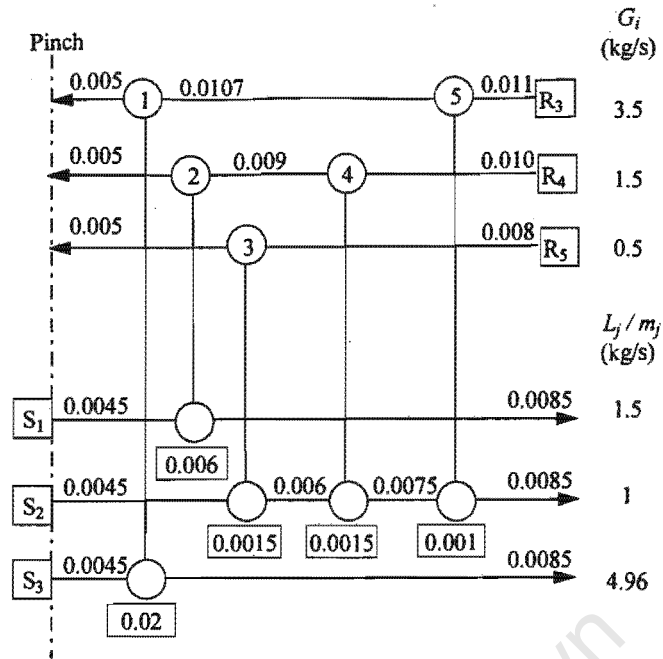 Pinch
G_i
(kg/s)
0.005 1 0.0107 5 0.011 R_3 3.5
0.005 2 0.009 4 0.010 R_4 1.5
0.005 3 0.008 R_5 0.5
L_j / m_j
(kg/s)
S_1 0.0045 0.0085 1.5
0.006
S_2 0.0045 0.006 0.0075 0.0085 1
0.0015 0.0015 0.001
S_3 0.0045 0.0085 4.96
0.02